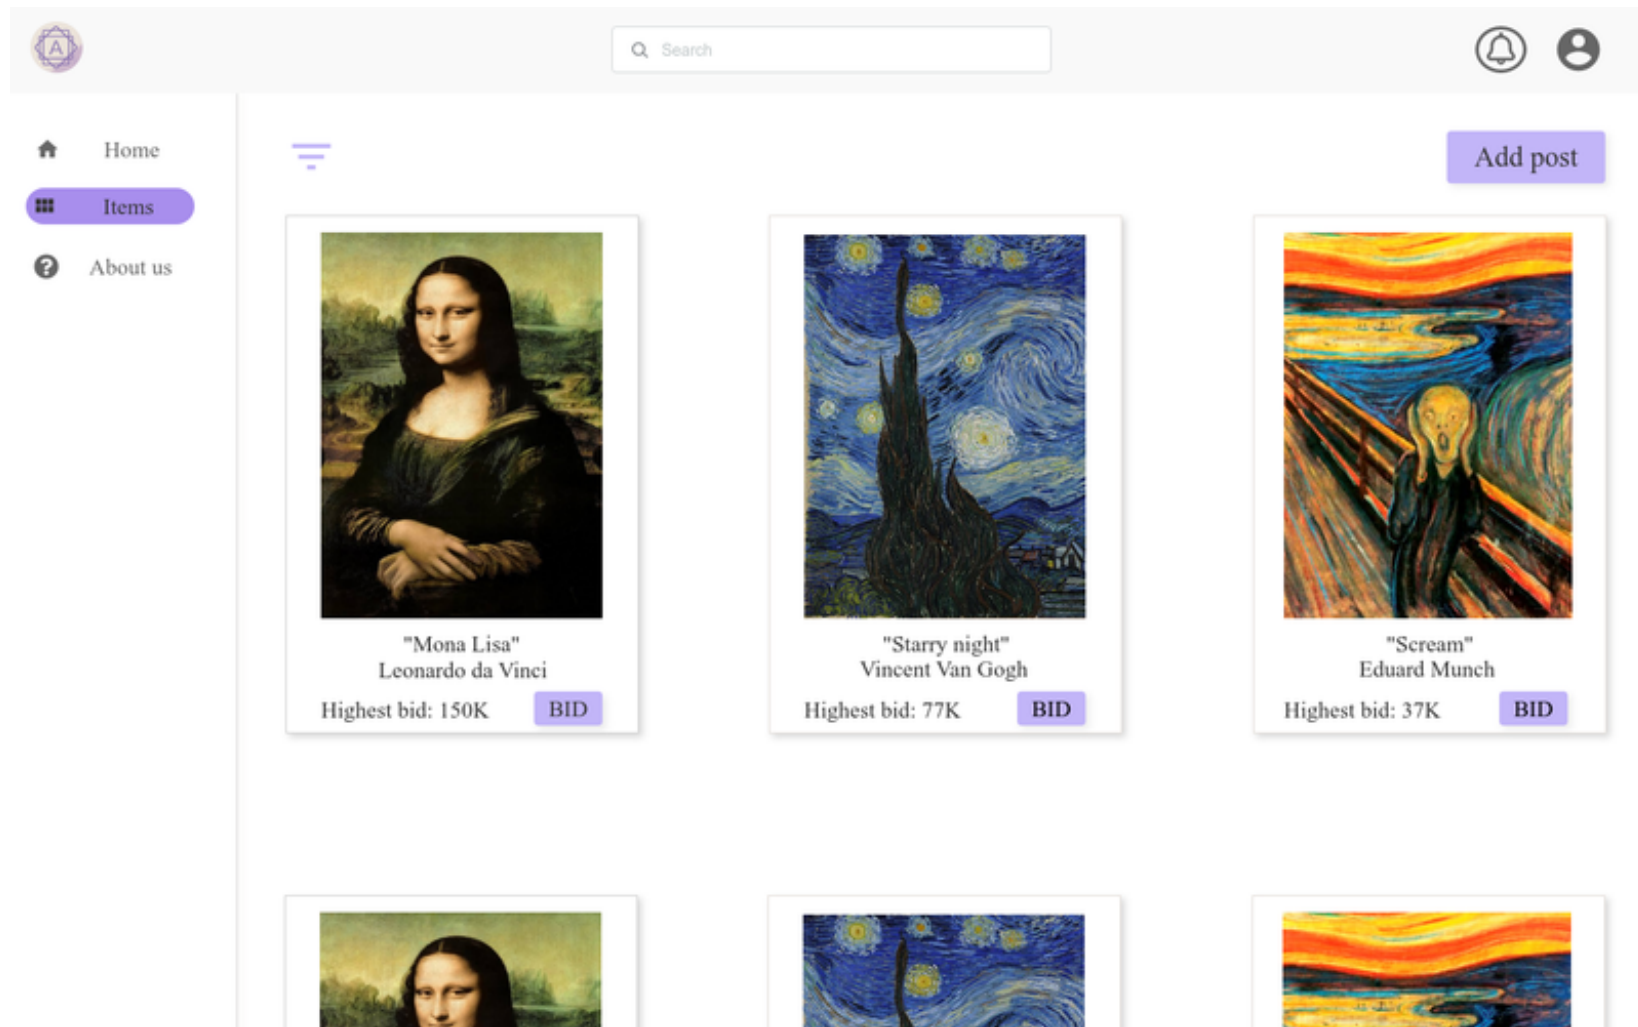 A
Search
Home
Items
About us
Add post
"Mona Lisa"
Leonardo da Vinci
Highest bid: 150K
BID
"Starry night"
Vincent Van Gogh
Highest bid: 77K
BID
"Scream"
Eduard Munch
Highest bid: 37K
BID